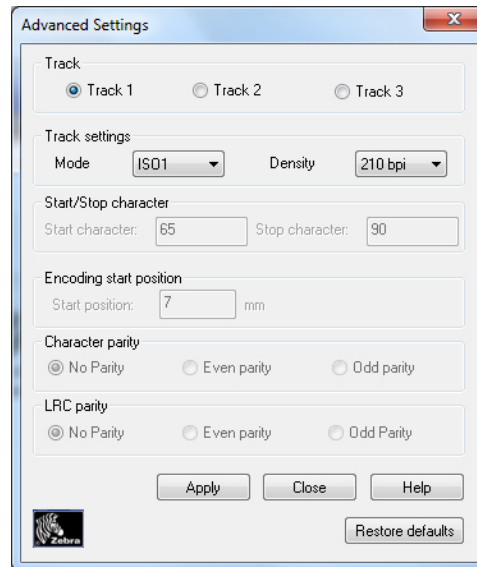 Advanced Settings
Track
Track 1 Track 2 Track 3
Track settings
Mode ISO1 Density 210 bpi
Start/Stop character
Start character: 65 Stop character: 90
Encoding start position
Start position: 7 mm
Character parity
No Parity Even parity Odd parity
LRC parity
No Parity Even parity Odd Parity
Apply Close Help
Zebra
Restore defaults